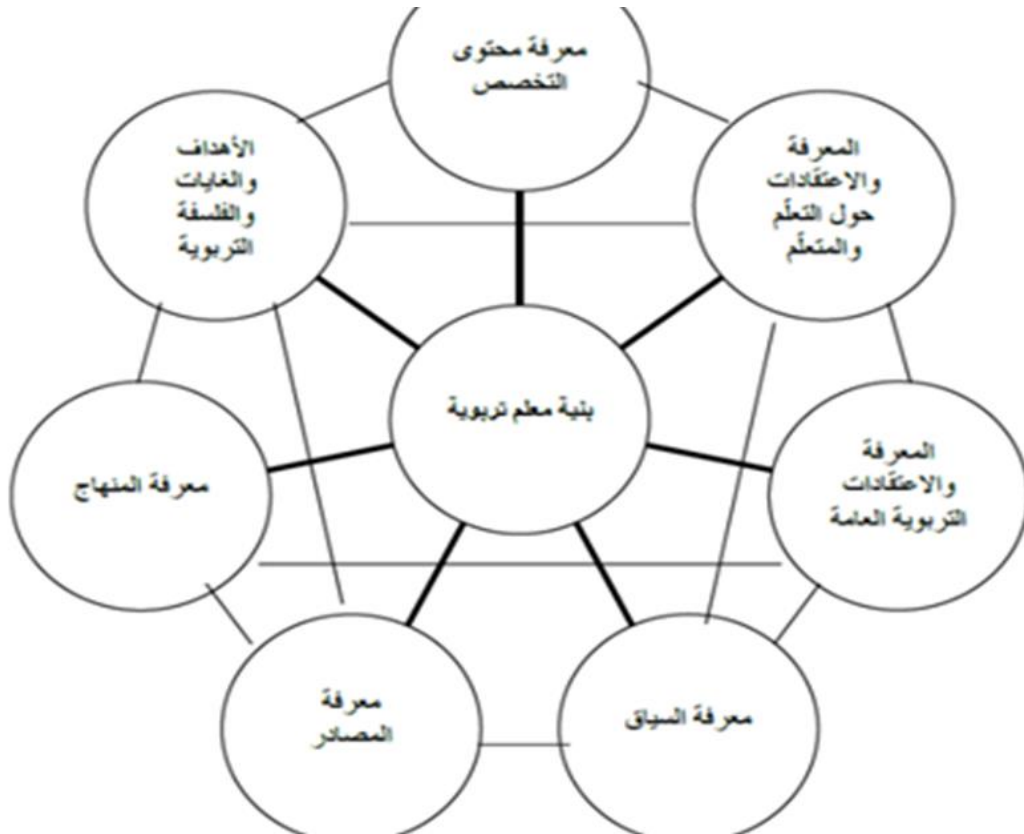 معرفة محتوى
التخصص
المعرفة
والاعتقادات
حول التعلّم
والمتعلّم
الأهداف
والغايات
والفلسفة
التربوية
بنية معلم تربوية
المعرفة
والاعتقادات
التربوية العامة
معرفة المنهاج
معرفة السياق
معرفة
المصادر